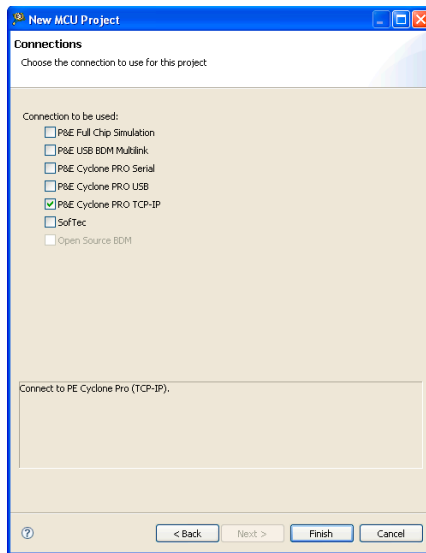 New MCU Project
Connections
Choose the connection to use for this project
Connection to be used:
P&E Full Chip Simulation
P&E USB BDM Multilink
P&E Cyclone PRO Serial
P&E Cyclone PRO USB
P&E Cyclone PRO TCP-IP
SofTec
Open Source BDM
Connect to PE Cyclone Pro (TCP-IP).
? < Back Next > Finish Cancel